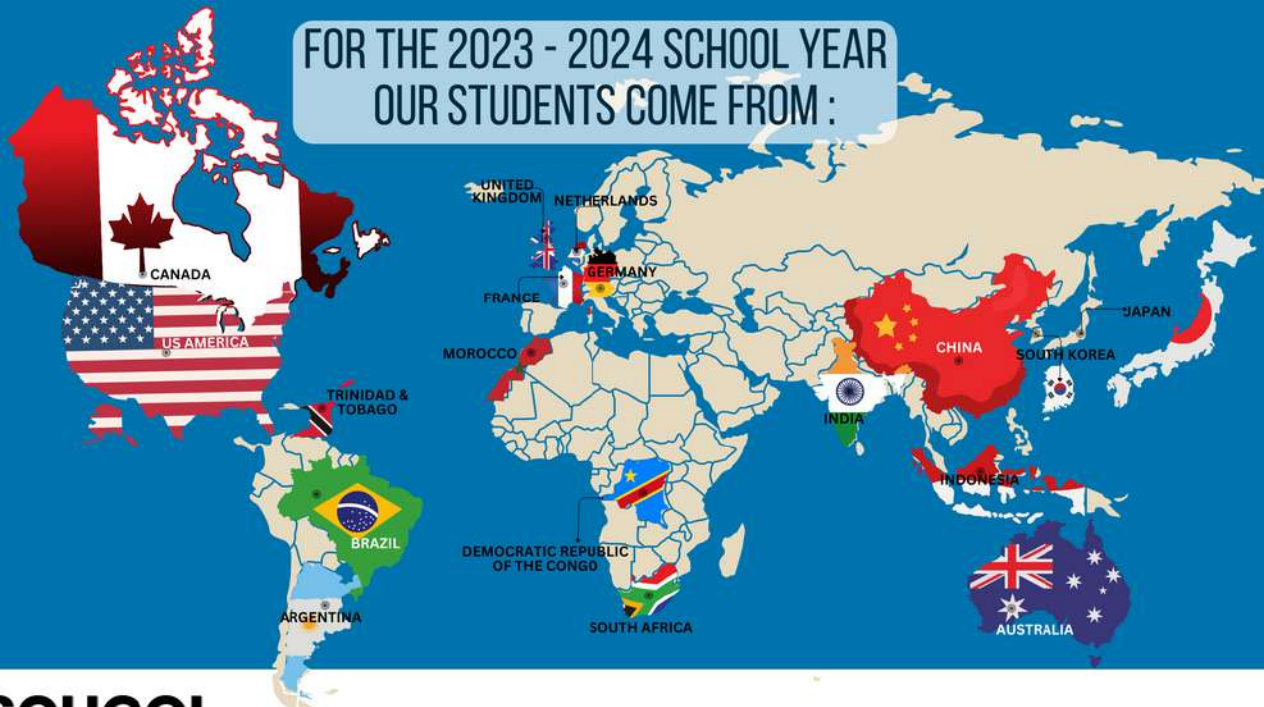 FOR THE 2023 - 2024 SCHOOL YEAR
OUR STUDENTS COME FROM :
UNITED
KINGDOM
NETHERLANDS
CANADA
GERMANY
FRANCE
US AMERICA
MOROCCO
JAPAN
CHINA
SOUTH KOREA
TRINIDAD &
TOBAGO
INDIA
INDONESIA
BRAZIL
DEMOCRATIC REPUBLIC
OF THE CONGO
ARGENTINA
SOUTH AFRICA
AUSTRALIA
SCHOOL